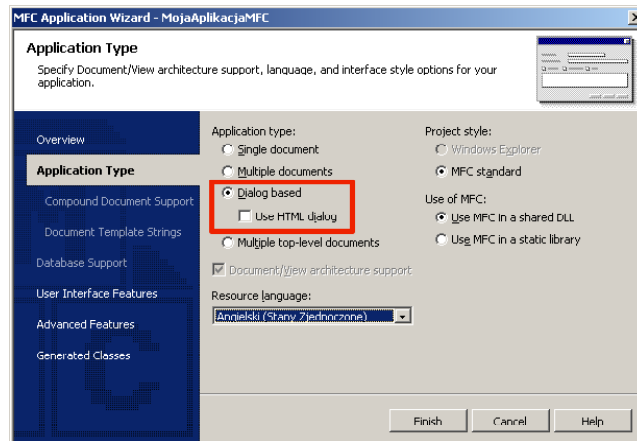 MFC Application Wizard - MojaAplikacjaMFC
Application Type
Specify Document/View architecture support, language, and interface style options for your
application.
Overview
Application Type
Compound Document Support
Document Template Strings
Database Support
User Interface Features
Advanced Features
Generated Classes
Application type:
Single document
Multiple documents
Dialog based
Use HTML dialog
Multiple top-level documents
Document/View architecture support
Resource language:
Angielski (Stany Zjednoczone)
Project style:
Windows Explorer
MFC standard
Use of MFC:
Use MFC in a shared DLL
Use MFC in a static library
Finish
Cancel
Help